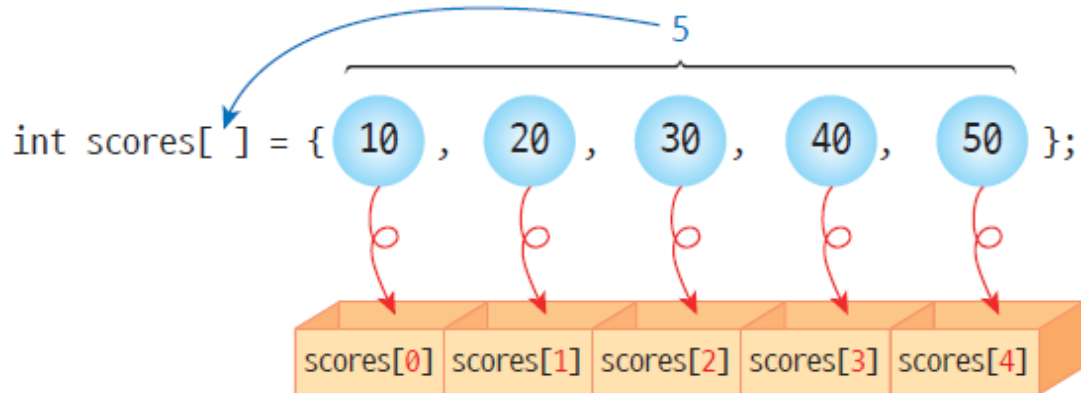 5
int scores[ ] = { 10 , 20 , 30 , 40 , 50 };
scores[0] scores[1] scores[2] scores[3] scores[4]